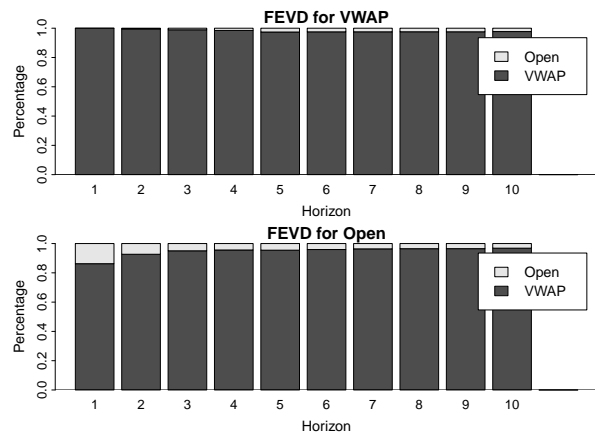 FEVD for VWAP
Percentage
0.0 0.2 0.4 0.6 0.8 1.0
Open
VWAP
1 2 3 4 5 6 7 8 9 10
Horizon
FEVD for Open
Percentage
0.0 0.2 0.4 0.6 0.8 1.0
Open
VWAP
1 2 3 4 5 6 7 8 9 10
Horizon